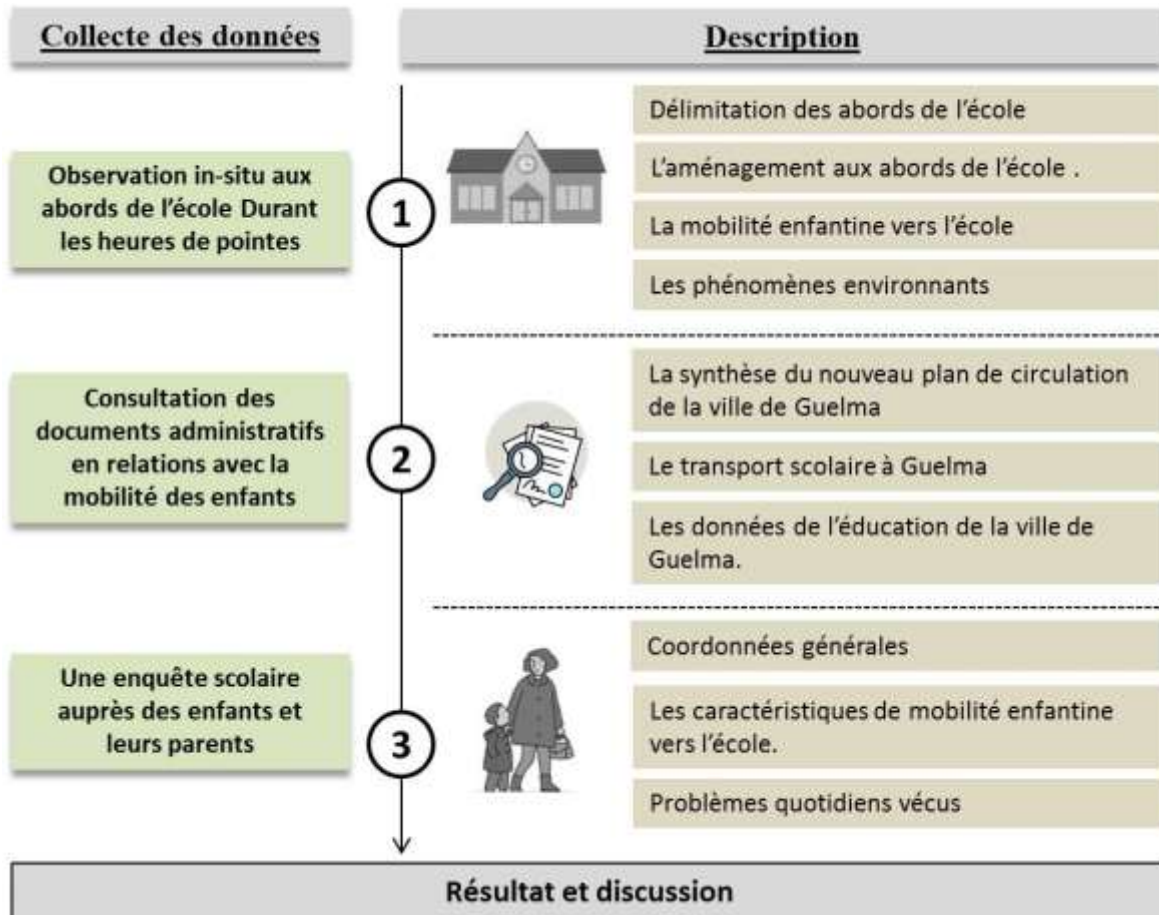 Collecte des données
Description
Observation in-situ aux
abords de l'école Durant
les heures de pointes
1
Délimitation des abords de l'école
L'aménagement aux abords de l'école .
La mobilité enfantine vers l'école
Les phénomènes environnants
Consultation des
documents administratifs
en relations avec la
mobilité des enfants
2
La synthèse du nouveau plan de circulation
de la ville de Guelma
Le transport scolaire à Guelma
Les données de l'éducation de la ville de
Guelma.
Une enquête scolaire
auprès des enfants et
leurs parents
3
Coordonnées générales
Les caractéristiques de mobilité enfantine
vers l'école.
Problèmes quotidiens vécus
Résultat et discussion